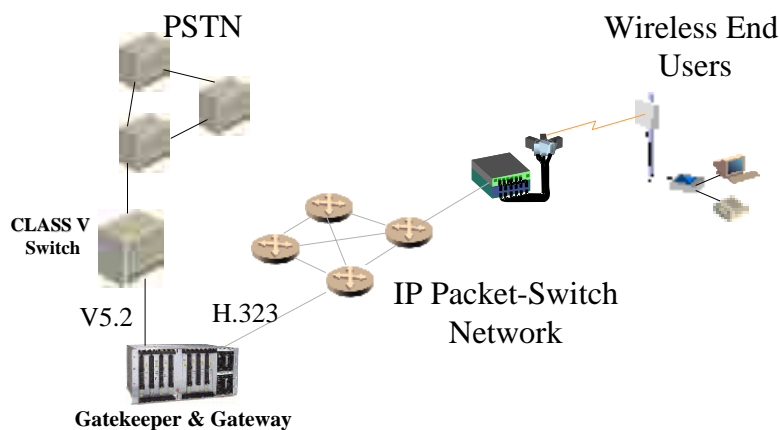 PSTN
Wireless End
Users
CLASS V
Switch
IP Packet-Switch
Network
V5.2
H.323
Gatekeeper & Gateway